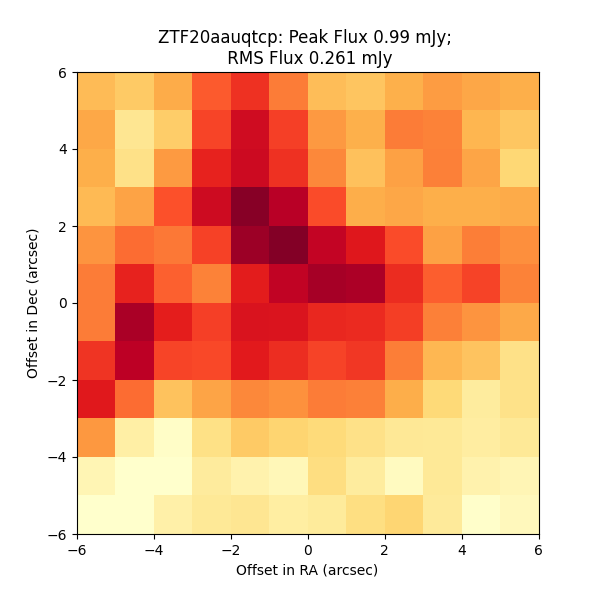 ZTF20aauqtcp: Peak Flux 0.99 mJy;
RMS Flux 0.261 mJy
6
4
2
0
−2
−4
−6
Offset in Dec (arcsec)
−6 −4 −2 0 2 4 6
Offset in RA (arcsec)